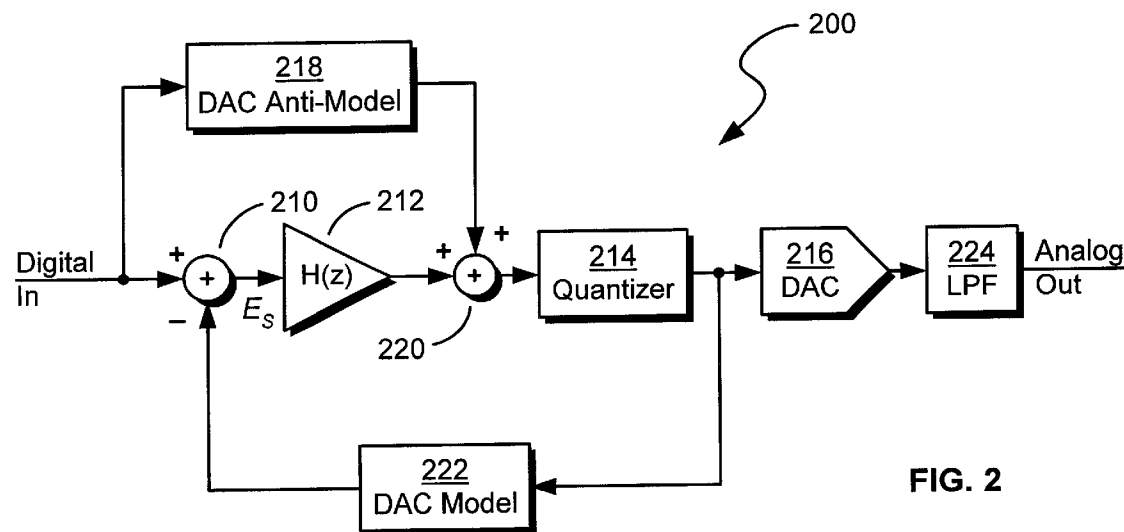 200
218
DAC Anti-Model
210
212
Digital
In
+
+
−
E_S
H(z)
+
+
+
220
214
Quantizer
216
DAC
224
LPF
Analog
Out
222
DAC Model
FIG. 2